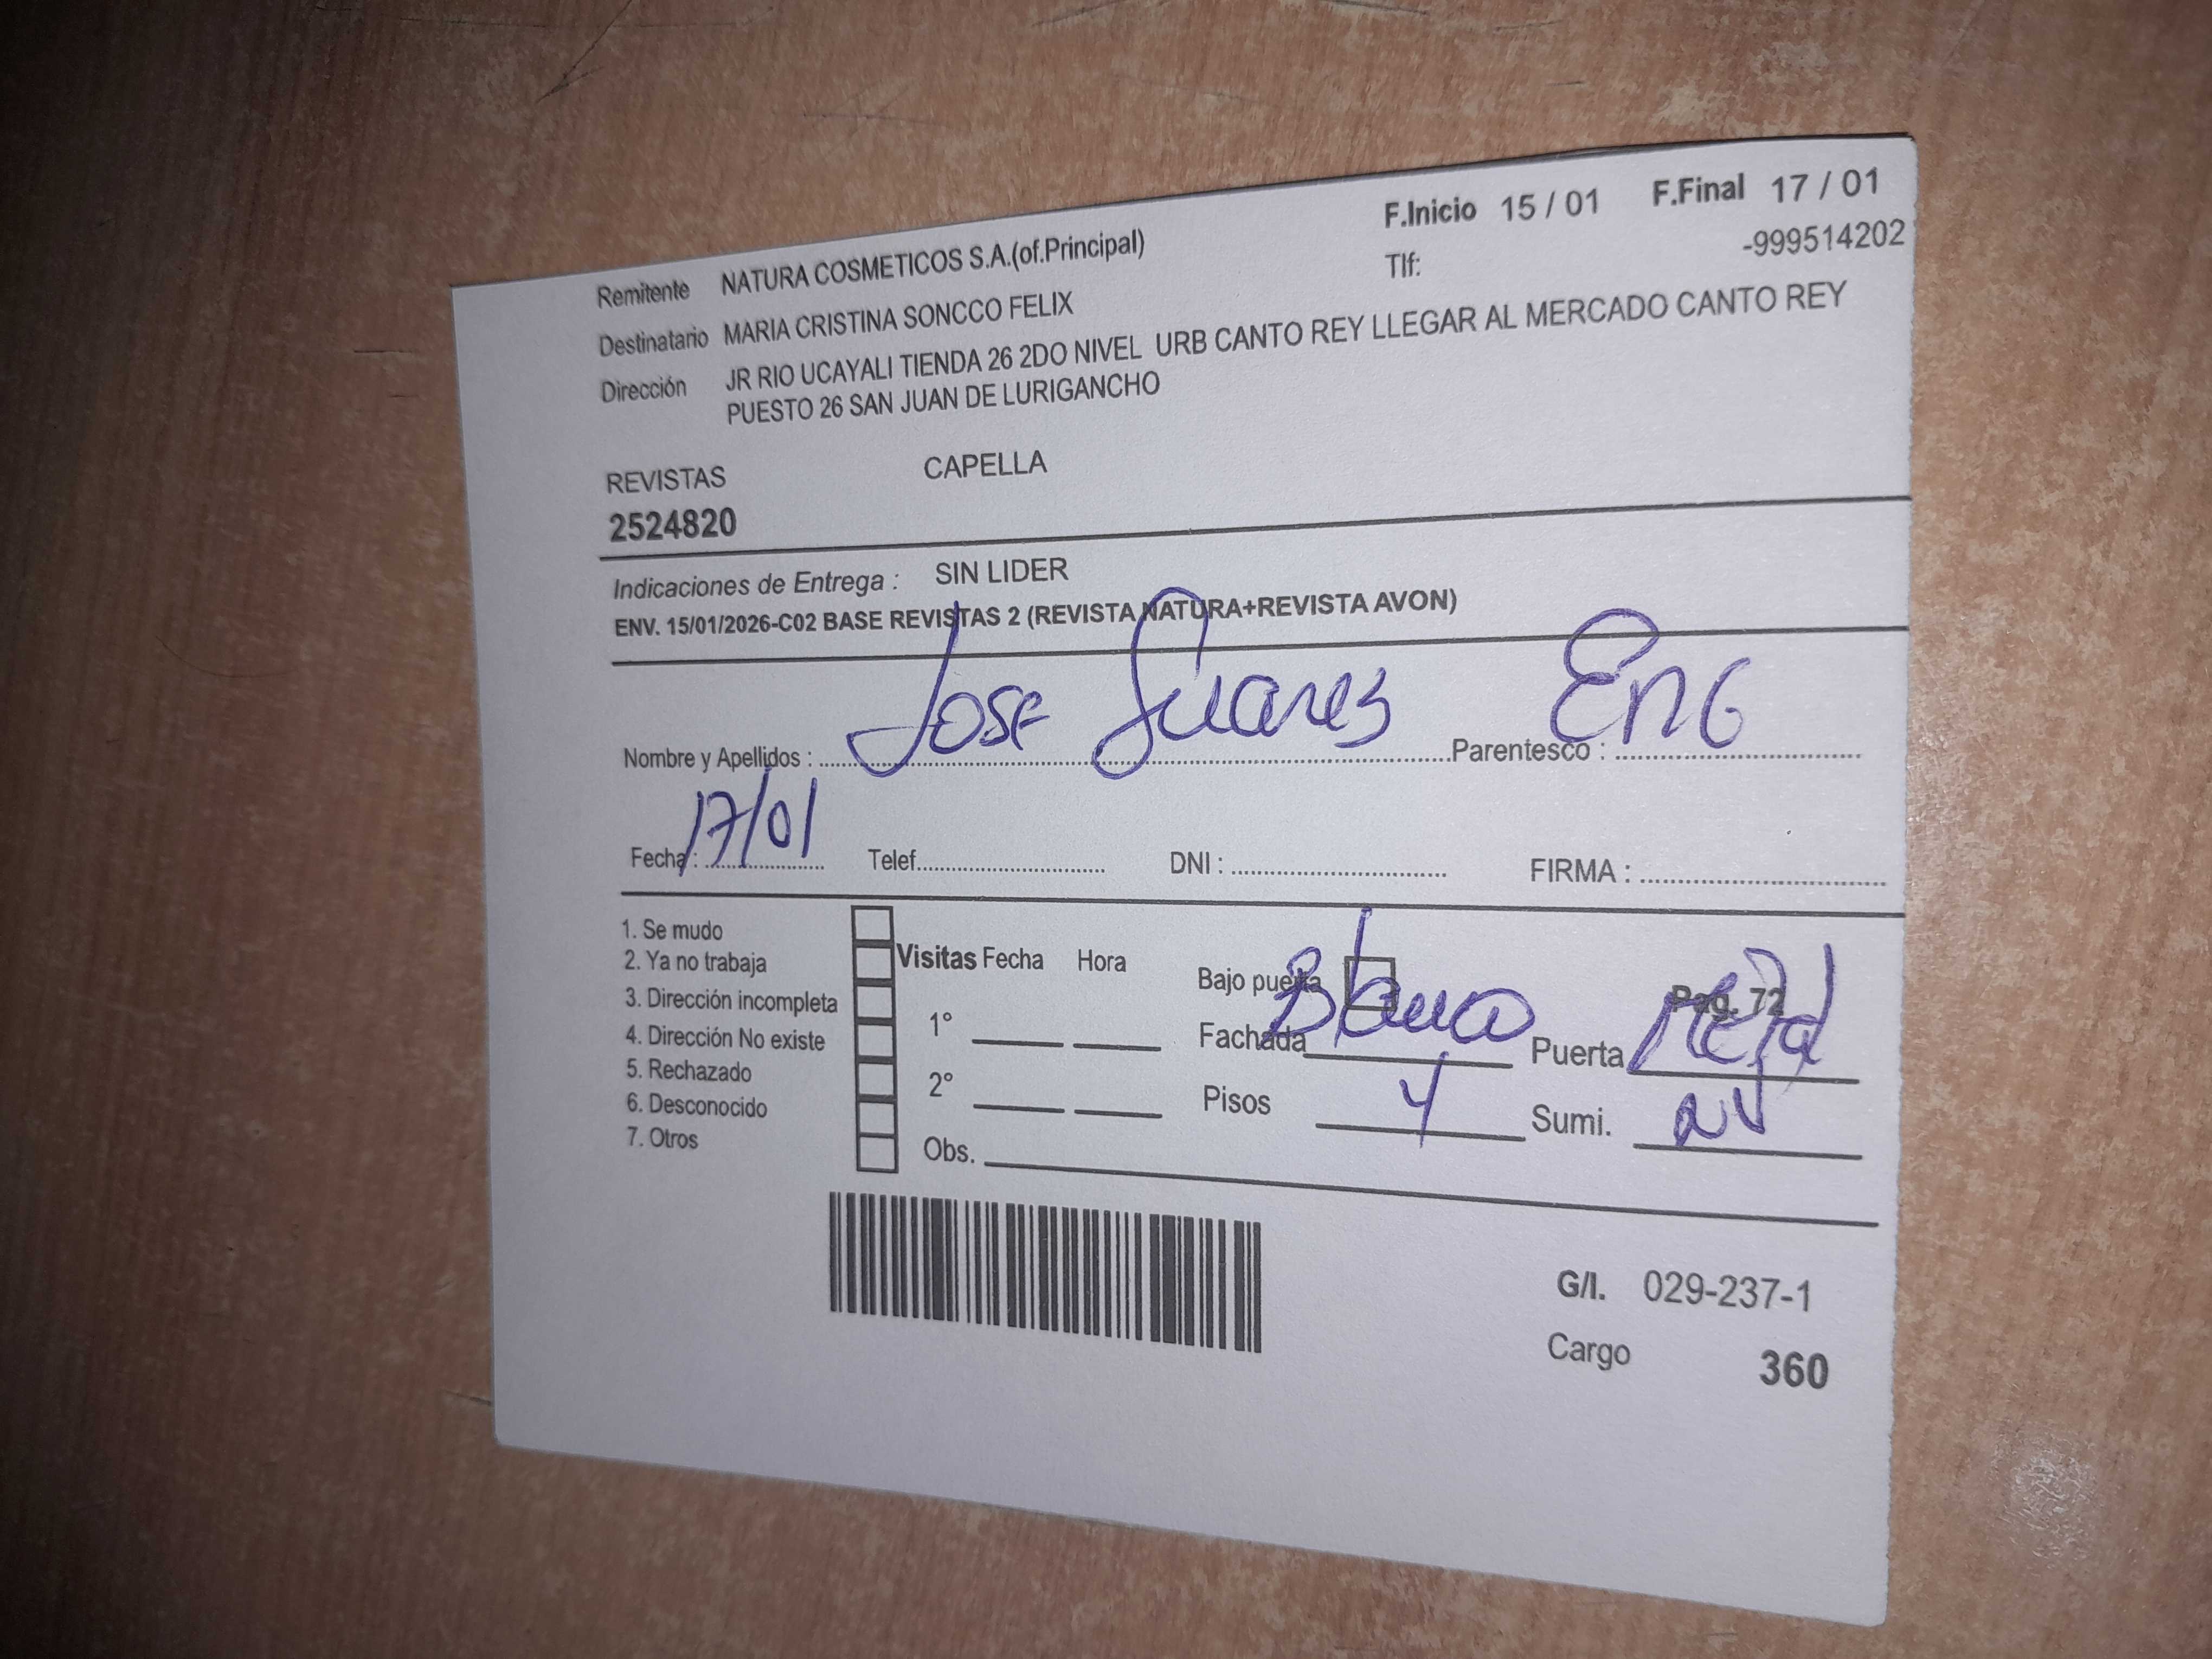 F.Inicio 15 / 01 F.Final 17 / 01
Remitente NATURA COSMETICOS S.A.(of.Principal) Tlf: -999514202
Destinatario MARIA CRISTINA SONCCO FELIX
Dirección JR RIO UCAYALI TIENDA 26 2DO NIVEL URB CANTO REY LLEGAR AL MERCADO CANTO REY
PUESTO 26 SAN JUAN DE LURIGANCHO
REVISTAS CAPELLA
2524820
Indicaciones de Entrega : SIN LIDER
ENV. 15/01/2026-C02 BASE REVISTAS 2 (REVISTA NATURA+REVISTA AVON)
Nombre y Apellidos : Jose Suares Parentesco : Enc
Fecha : 17/01 Telef. DNI : FIRMA :
1. Se mudo
2. Ya no trabaja
3. Dirección incompleta
4. Dirección No existe
5. Rechazado
6. Desconocido
7. Otros
Visitas Fecha Hora
1°
2°
Obs.
Bajo puerta Pag. 72
Fachada Blanco Puerta
Pisos 4 Sumi. NV
G/I. 029-237-1
Cargo 360